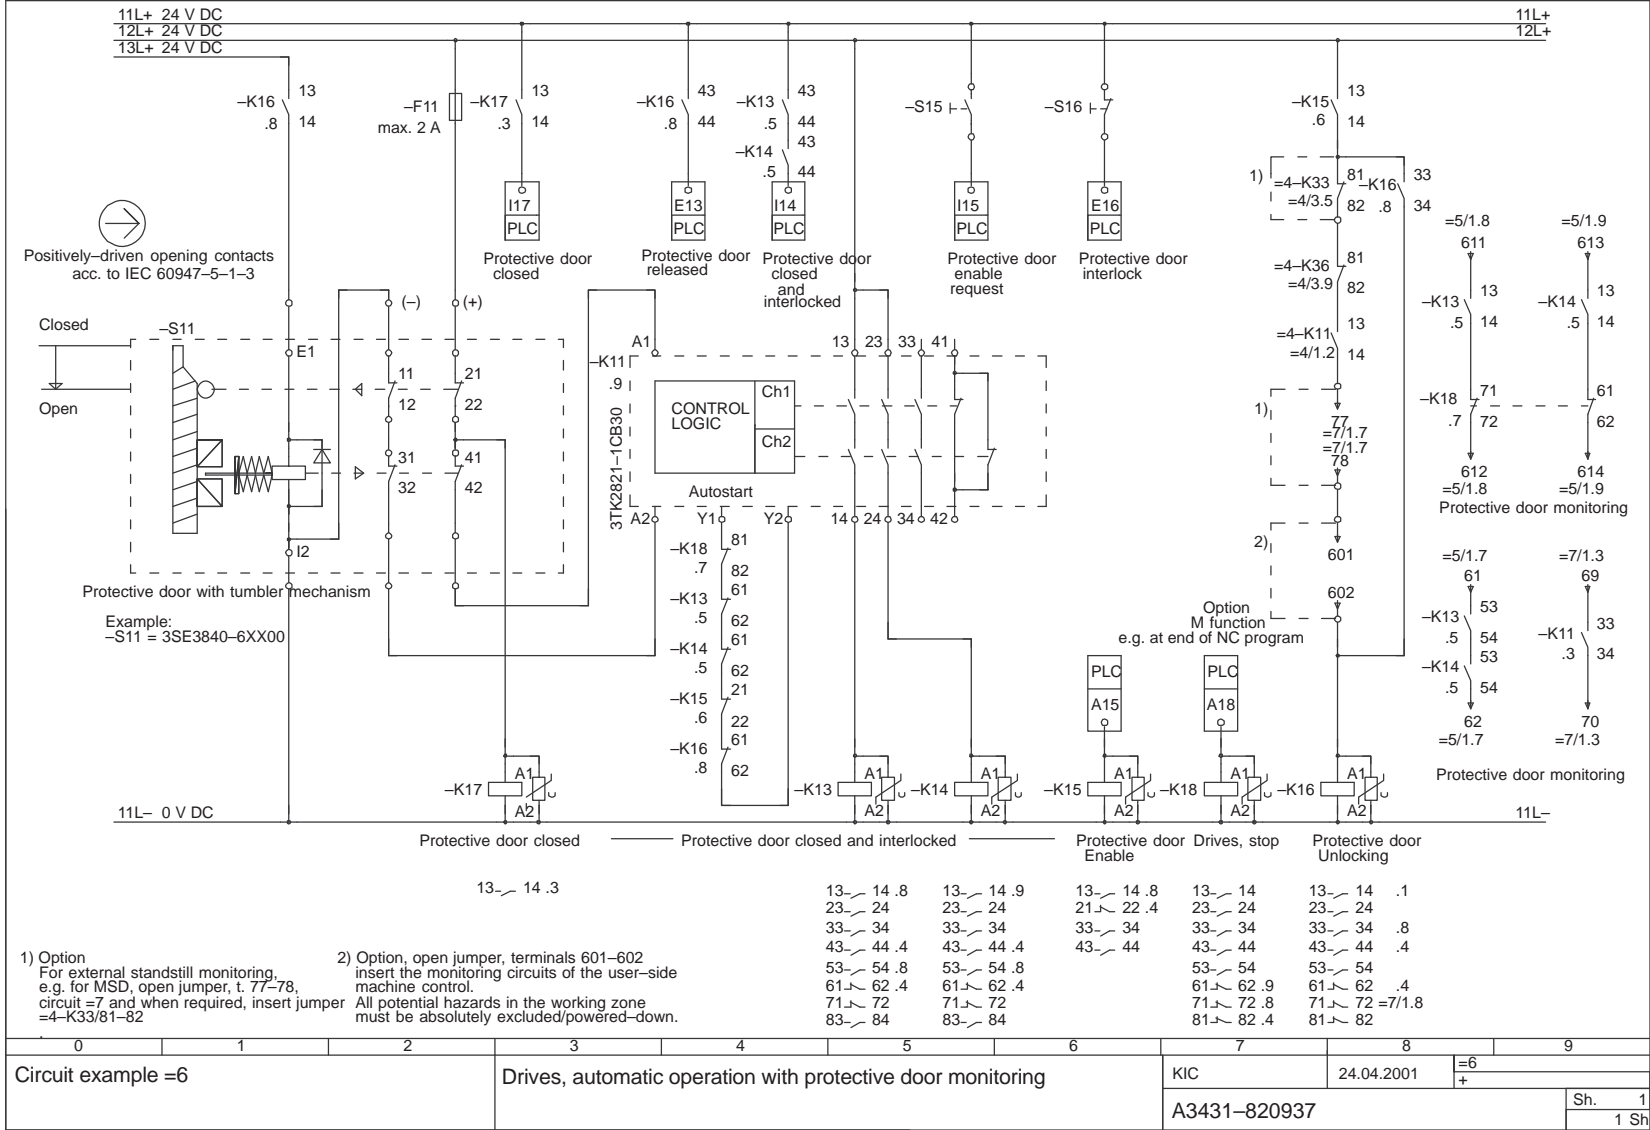 11L+ 24 V DC
12L+ 24 V DC
13L+ 24 V DC
11L+
12L+
–K16 13
.8 14
–F11
max. 2 A
–K17 13
.3 14
–K16 43
.8 44
–K13 43
.5 44
–K14 43
.5 44
–S15
–S16
–K15 13
.6 14
I17
PLC
E13
PLC
I14
PLC
I15
PLC
E16
PLC
1)
=4–K33 81
=4/3.5 82
–K16 33
.8 34
Positively–driven opening contacts
acc. to IEC 60947–5–1–3
Protective door
closed
Protective door
released
Protective door
closed
and
interlocked
Protective door
enable
request
Protective door
interlock
=4–K36 81
=4/3.9 82
=4–K11 13
=4/1.2 14
=5/1.8
611
=5/1.9
613
–K13 13
.5 14
–K14 13
.5 14
–K18 71
.7 72
61
62
612
=5/1.8
614
=5/1.9
Protective door monitoring
(–)
(+)
Closed
Open
–S11
E1
11
12
21
22
31
32
41
42
I2
Protective door with tumbler mechanism
Example:
–S11 = 3SE3840–6XX00
A1
–K11
.9
3TK2821–1CB30
CONTROL
LOGIC
Ch1
Ch2
Autostart
13 23 33 41
A2 Y1 Y2 14 24 34 42
1)
77
=7/1.7
=7/1.7
78
2)
601
602
Option
M function
e.g. at end of NC program
–K18 81
.7 82
–K13 61
.5 62
–K14 61
.5 62
–K15 21
.6 22
–K16 61
.8 62
PLC
A15
PLC
A18
=5/1.7
61
=7/1.3
69
–K13 53
.5 54
–K14 53
.5 54
–K11 33
.3 34
62
=5/1.7
70
=7/1.3
Protective door monitoring
–K17 A1
A2
–K13 A1
A2
–K14 A1
A2
–K15 A1
A2
–K18 A1
A2
–K16 A1
A2
11L– 0 V DC
11L–
Protective door closed
Protective door closed and interlocked
Protective door
Enable
Drives, stop
Protective door
Unlocking
13 14 .3
13 14 .8
23 24
33 34
43 44 .4
53 54 .8
61 62 .4
71 72
83 84
13 14 .9
23 24
33 34
43 44 .4
53 54 .8
61 62 .4
71 72
83 84
13 14 .8
21 22 .4
33 34
43 44
13 14
23 24
33 34
43 44
53 54
61 62 .9
71 72 .8
81 82 .4
13 14 .1
23 24
33 34 .8
43 44 .4
53 54
61 62 .4
71 72 =7/1.8
81 82
1) Option
For external standstill monitoring,
e.g. for MSD, open jumper, t. 77–78,
circuit =7 and when required, insert jumper
=4–K33/81–82
2) Option, open jumper, terminals 601–602
insert the monitoring circuits of the user–side
machine control.
All potential hazards in the working zone
must be absolutely excluded/powered–down.
0 1 2 3 4 5 6 7 8 9
Circuit example =6
Drives, automatic operation with protective door monitoring
KIC
24.04.2001
=6
+
A3431–820937
Sh. 1
1 Sh